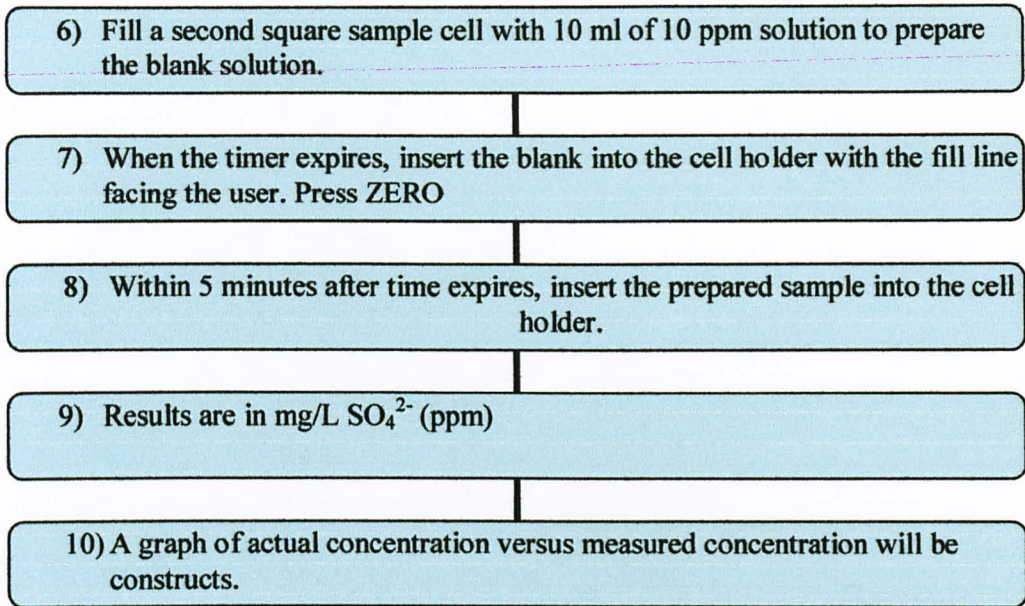 6) Fill a second square sample cell with 10 ml of 10 ppm solution to prepare
the blank solution.
7) When the timer expires, insert the blank into the cell holder with the fill line
facing the user. Press ZERO
8) Within 5 minutes after time expires, insert the prepared sample into the cell
holder.
9) Results are in mg/L SO₄²⁻ (ppm)
10) A graph of actual concentration versus measured concentration will be
constructs.